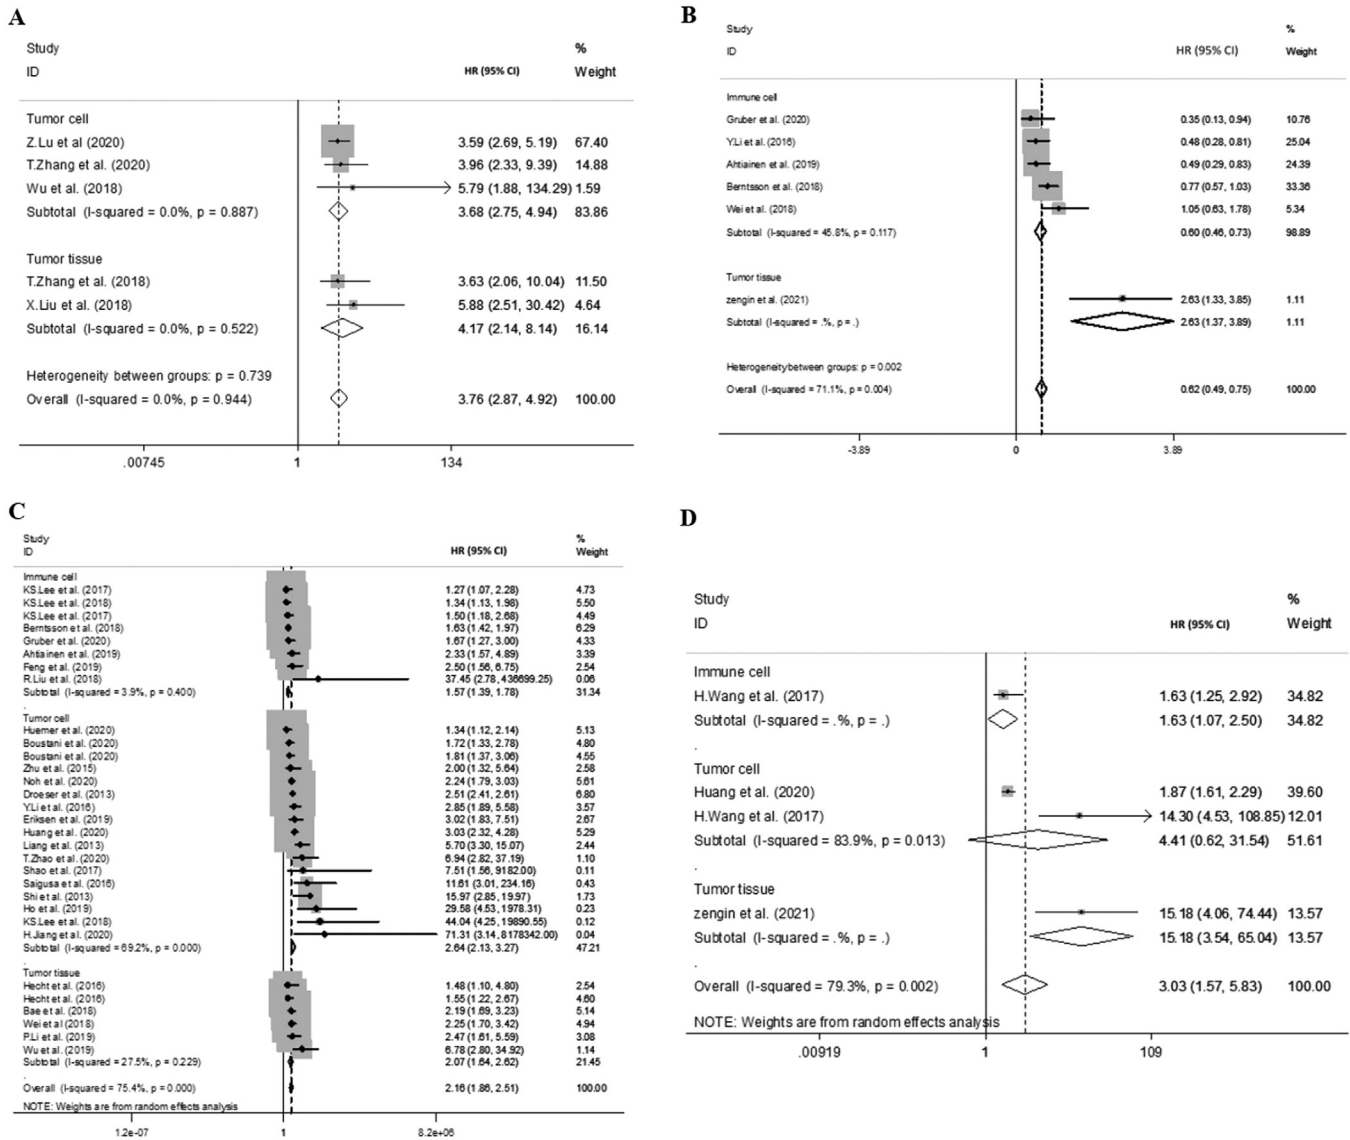 A
Study %
ID HR (95% CI) Weight
Tumor cell
Z.Lu et al (2020) 3.59 (2.69, 5.19) 67.40
T.Zhang et al. (2020) 3.96 (2.33, 9.39) 14.88
Wu et al. (2018) 5.79 (1.88, 134.29) 1.59
Subtotal (I-squared = 0.0%, p = 0.887) 3.68 (2.75, 4.94) 83.86
Tumor tissue
T.Zhang et al. (2018) 3.63 (2.06, 10.04) 11.50
X.Liu et al. (2018) 5.88 (2.51, 30.42) 4.64
Subtotal (I-squared = 0.0%, p = 0.522) 4.17 (2.14, 8.14) 16.14
Heterogeneity between groups: p = 0.739
Overall (I-squared = 0.0%, p = 0.944) 3.76 (2.87, 4.92) 100.00
.00745 1 134
B
Study %
ID HR (95% CI) Weight
Immune cell
Gruber et al. (2020) 0.35 (0.13, 0.94) 10.76
Y.Li et al. (2016) 0.48 (0.28, 0.81) 25.04
Ahtiainen et al. (2019) 0.49 (0.29, 0.83) 24.39
Berntsson et al. (2018) 0.77 (0.57, 1.03) 33.36
Wei et al. (2018) 1.05 (0.63, 1.78) 5.34
Subtotal (I-squared = 45.8%, p = 0.117) 0.60 (0.46, 0.73) 98.89
Tumor tissue
zengin et al. (2021) 2.63 (1.33, 3.85) 1.11
Subtotal (I-squared = .%, p = .) 2.63 (1.37, 3.89) 1.11
Heterogeneity between groups: p = 0.002
Overall (I-squared = 71.1%, p = 0.004) 0.62 (0.49, 0.75) 100.00
-3.89 0 3.89
C
Study %
ID HR (95% CI) Weight
Immune cell
KS.Lee et al. (2017) 1.27 (1.07, 2.28) 4.73
KS.Lee et al. (2018) 1.34 (1.13, 1.98) 5.50
KS.Lee et al. (2017) 1.50 (1.18, 2.68) 4.49
Berntsson et al. (2018) 1.63 (1.42, 1.97) 6.29
Gruber et al. (2020) 1.67 (1.27, 3.00) 4.33
Ahtiainen et al. (2019) 2.33 (1.57, 4.89) 3.39
Feng et al. (2019) 2.50 (1.56, 6.75) 2.54
R.Liu et al. (2018) 37.45 (2.78, 436699.25) 0.06
Subtotal (I-squared = 3.9%, p = 0.400) 1.57 (1.39, 1.78) 31.34
.
Tumor cell
Huemer et al. (2020) 1.34 (1.12, 2.14) 5.13
Boustani et al. (2020) 1.72 (1.33, 2.78) 4.80
Boustani et al. (2020) 1.81 (1.37, 3.06) 4.55
Zhu et al. (2015) 2.00 (1.32, 5.64) 2.58
Noh et al. (2020) 2.24 (1.79, 3.03) 5.61
Droeser et al. (2013) 2.51 (2.41, 2.61) 6.80
Y.Li et al. (2016) 2.85 (1.89, 5.58) 3.57
Eriksen et al. (2019) 3.02 (1.83, 7.51) 2.67
Huang et al. (2020) 3.03 (2.32, 4.28) 5.29
Liang et al. (2013) 5.70 (3.30, 15.07) 2.44
T.Zhao et al. (2020) 6.94 (2.82, 37.19) 1.10
Shao et al. (2017) 7.51 (1.56, 9182.00) 0.11
Saigusa et al. (2016) 11.61 (3.01, 234.16) 0.43
Shi et al. (2013) 15.97 (2.85, 19.97) 1.73
Ho et al. (2019) 29.58 (4.53, 1978.31) 0.23
KS.Lee et al. (2018) 44.04 (4.25, 19890.55) 0.12
H.Jiang et al. (2020) 71.31 (3.14, 8178342.00) 0.04
Subtotal (I-squared = 69.2%, p = 0.000) 2.64 (2.13, 3.27) 47.21
.
Tumor tissue
Hecht et al. (2016) 1.48 (1.10, 4.80) 2.54
Hecht et al. (2016) 1.55 (1.22, 2.67) 4.60
Bae et al. (2018) 2.19 (1.69, 3.23) 5.14
Wei et al (2018) 2.25 (1.70, 3.42) 4.94
P.Li et al. (2019) 2.47 (1.61, 5.59) 3.08
Wu et al. (2019) 6.78 (2.80, 34.92) 1.14
Subtotal (I-squared = 27.5%, p = 0.229) 2.07 (1.64, 2.62) 21.45
.
Overall (I-squared = 75.4%, p = 0.000) 2.16 (1.86, 2.51) 100.00
NOTE: Weights are from random effects analysis
1.2e-07 1 8.2e+06
D
Study %
ID HR (95% CI) Weight
Immune cell
H.Wang et al. (2017) 1.63 (1.25, 2.92) 34.82
Subtotal (I-squared = .%, p = .) 1.63 (1.07, 2.50) 34.82
.
Tumor cell
Huang et al. (2020) 1.87 (1.61, 2.29) 39.60
H.Wang et al. (2017) 14.30 (4.53, 108.85) 12.01
Subtotal (I-squared = 83.9%, p = 0.013) 4.41 (0.62, 31.54) 51.61
.
Tumor tissue
zengin et al. (2021) 15.18 (4.06, 74.44) 13.57
Subtotal (I-squared = .%, p = .) 15.18 (3.54, 65.04) 13.57
.
Overall (I-squared = 79.3%, p = 0.002) 3.03 (1.57, 5.83) 100.00
NOTE: Weights are from random effects analysis
.00919 1 109